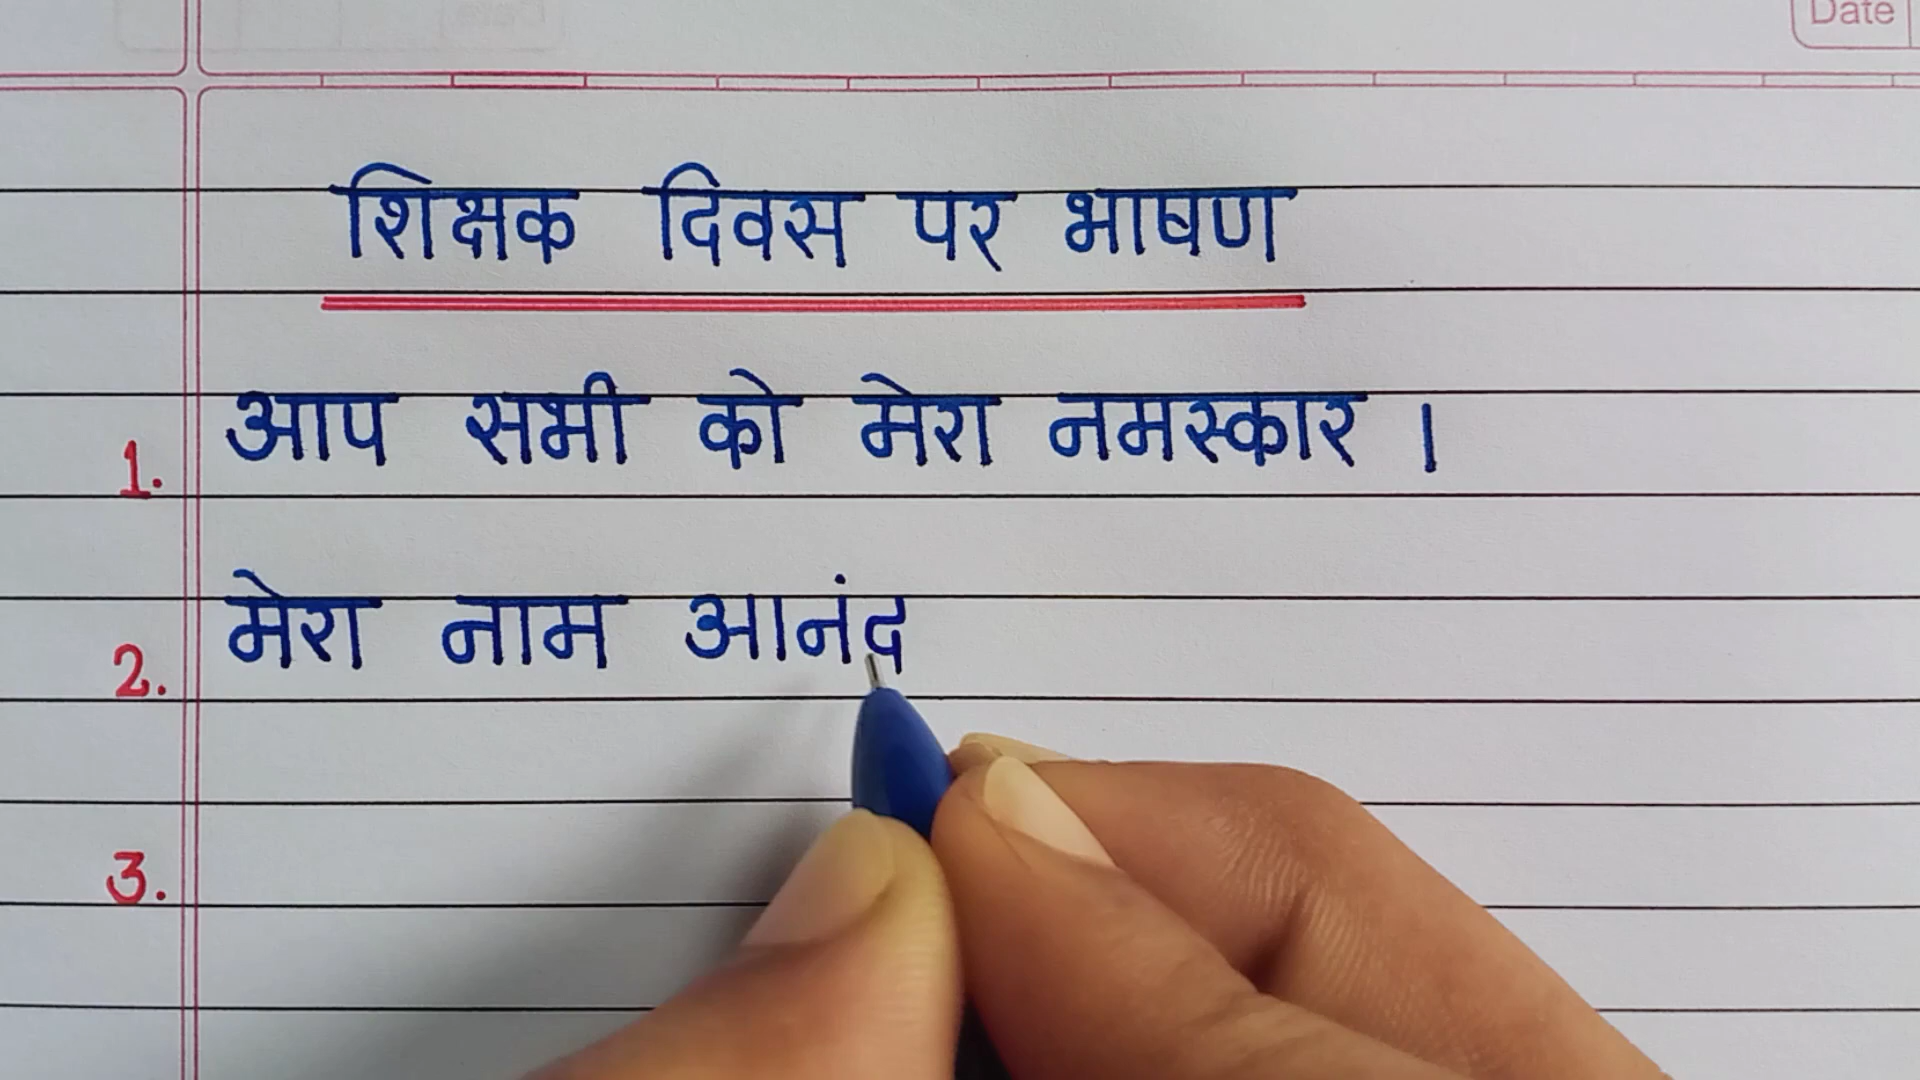 Date
शिक्षक दिवस पर भाषण
1. आप सभी को मेरा नमस्कार ।
2. मेरा नाम आनंद
3.